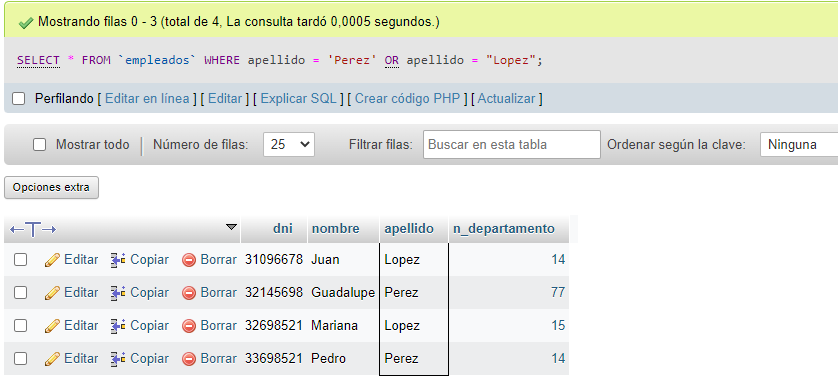 Mostrando filas 0 - 3 (total de 4, La consulta tardó 0,0005 segundos.)
SELECT * FROM `empleados` WHERE apellido = 'Perez' OR apellido = "Lopez";
Perfilando [ Editar en línea ] [ Editar ] [ Explicar SQL ] [ Crear código PHP ] [ Actualizar ]
Mostrar todo Número de filas: 25 Filtrar filas: Buscar en esta tabla Ordenar según la clave: Ninguna
Opciones extra
dni nombre apellido n_departamento
Editar Copiar Borrar 31096678 Juan Lopez 14
Editar Copiar Borrar 32145698 Guadalupe Perez 77
Editar Copiar Borrar 32698521 Mariana Lopez 15
Editar Copiar Borrar 33698521 Pedro Perez 14